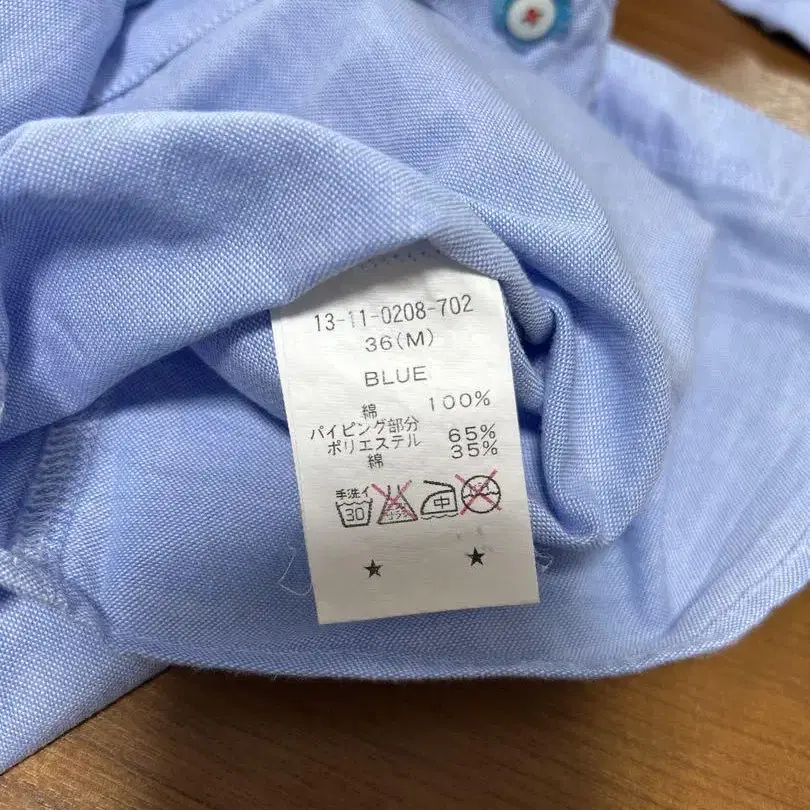 13-11-0208-702
36(M)
BLUE
綿 100%
パイピング部分
ポリエステル 65%
綿 35%
手洗イ
30 中